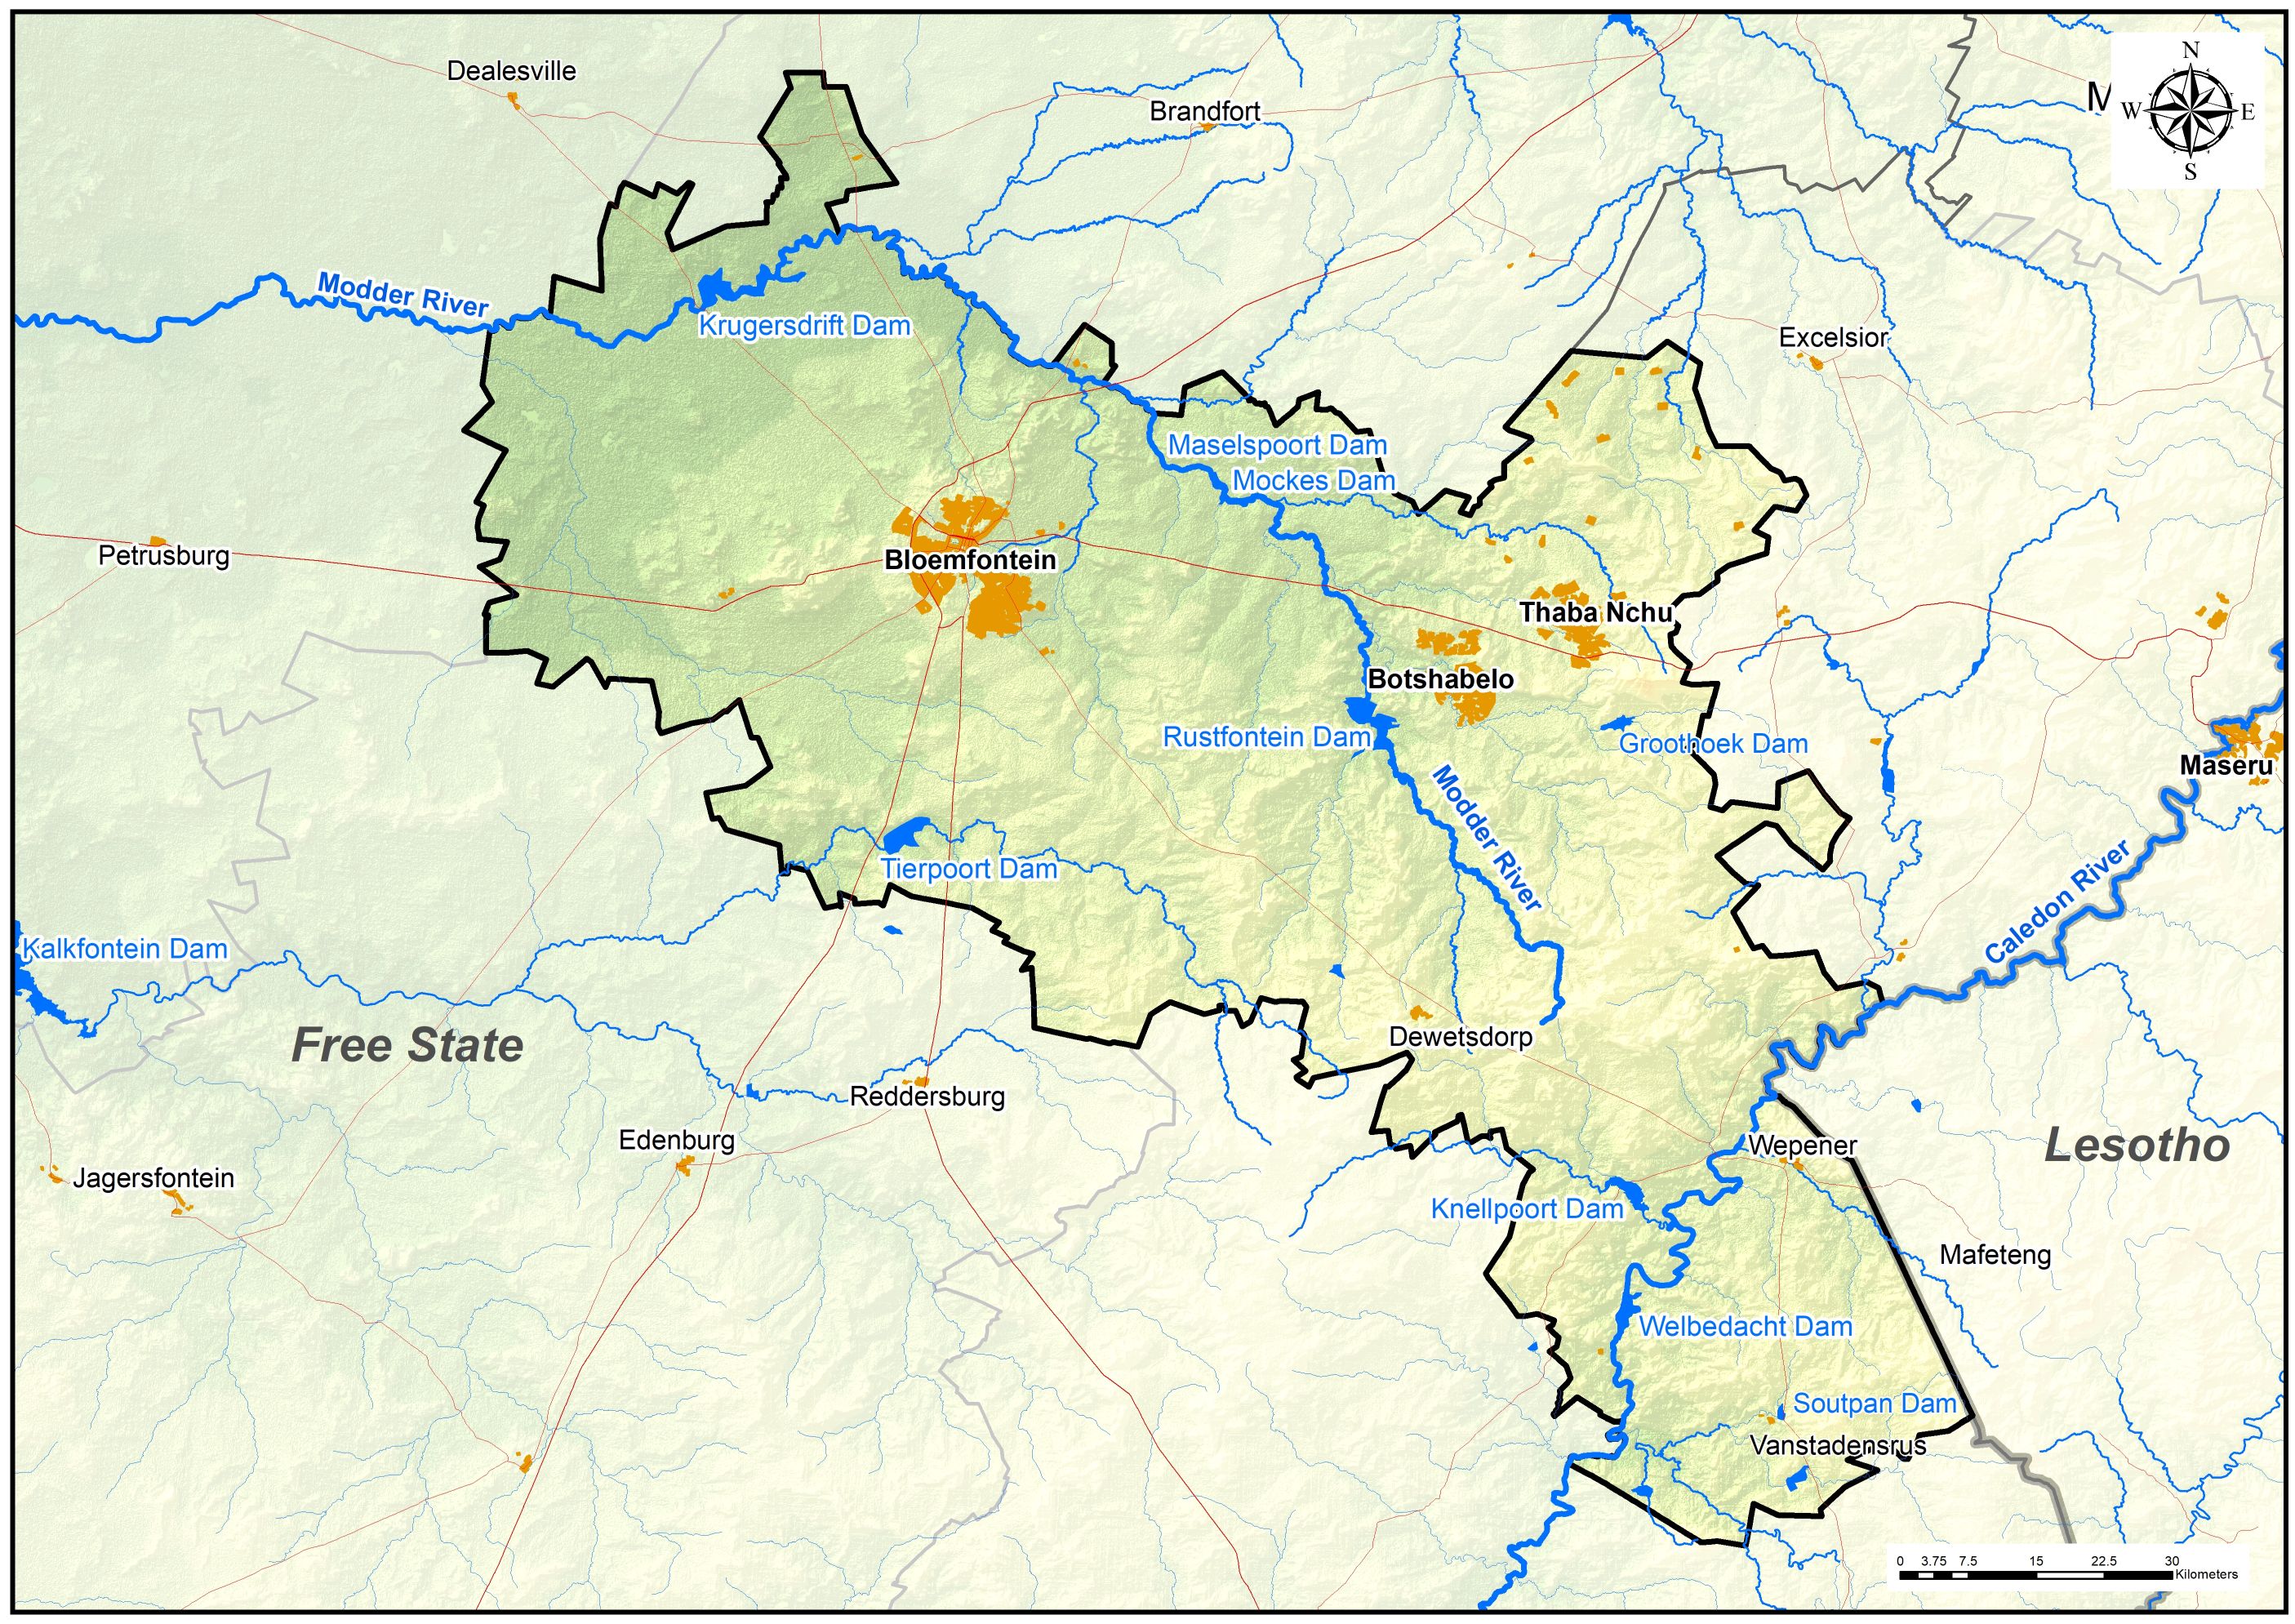 N
Dealesville
M
W
E
Brandfort
S
Modder River
Krugersdrift Dam
Excelsior
Maselspoort Dam
Mockes Dam
Petrusburg
Bloemfontein
Thaba Nchu
Botshabelo
Rustfontein Dam
Groothoek Dam
Maseru
Modder River
Tierpoort Dam
Caledon River
Kalkfontein Dam
Free State
Dewetsdorp
Reddersburg
Edenburg
Wepener
Lesotho
Jagersfontein
Knellpoort Dam
Mafeteng
Welbedacht Dam
Soutpan Dam
Vanstadensrus
0 3.75 7.5 15 22.5 30
Kilometers